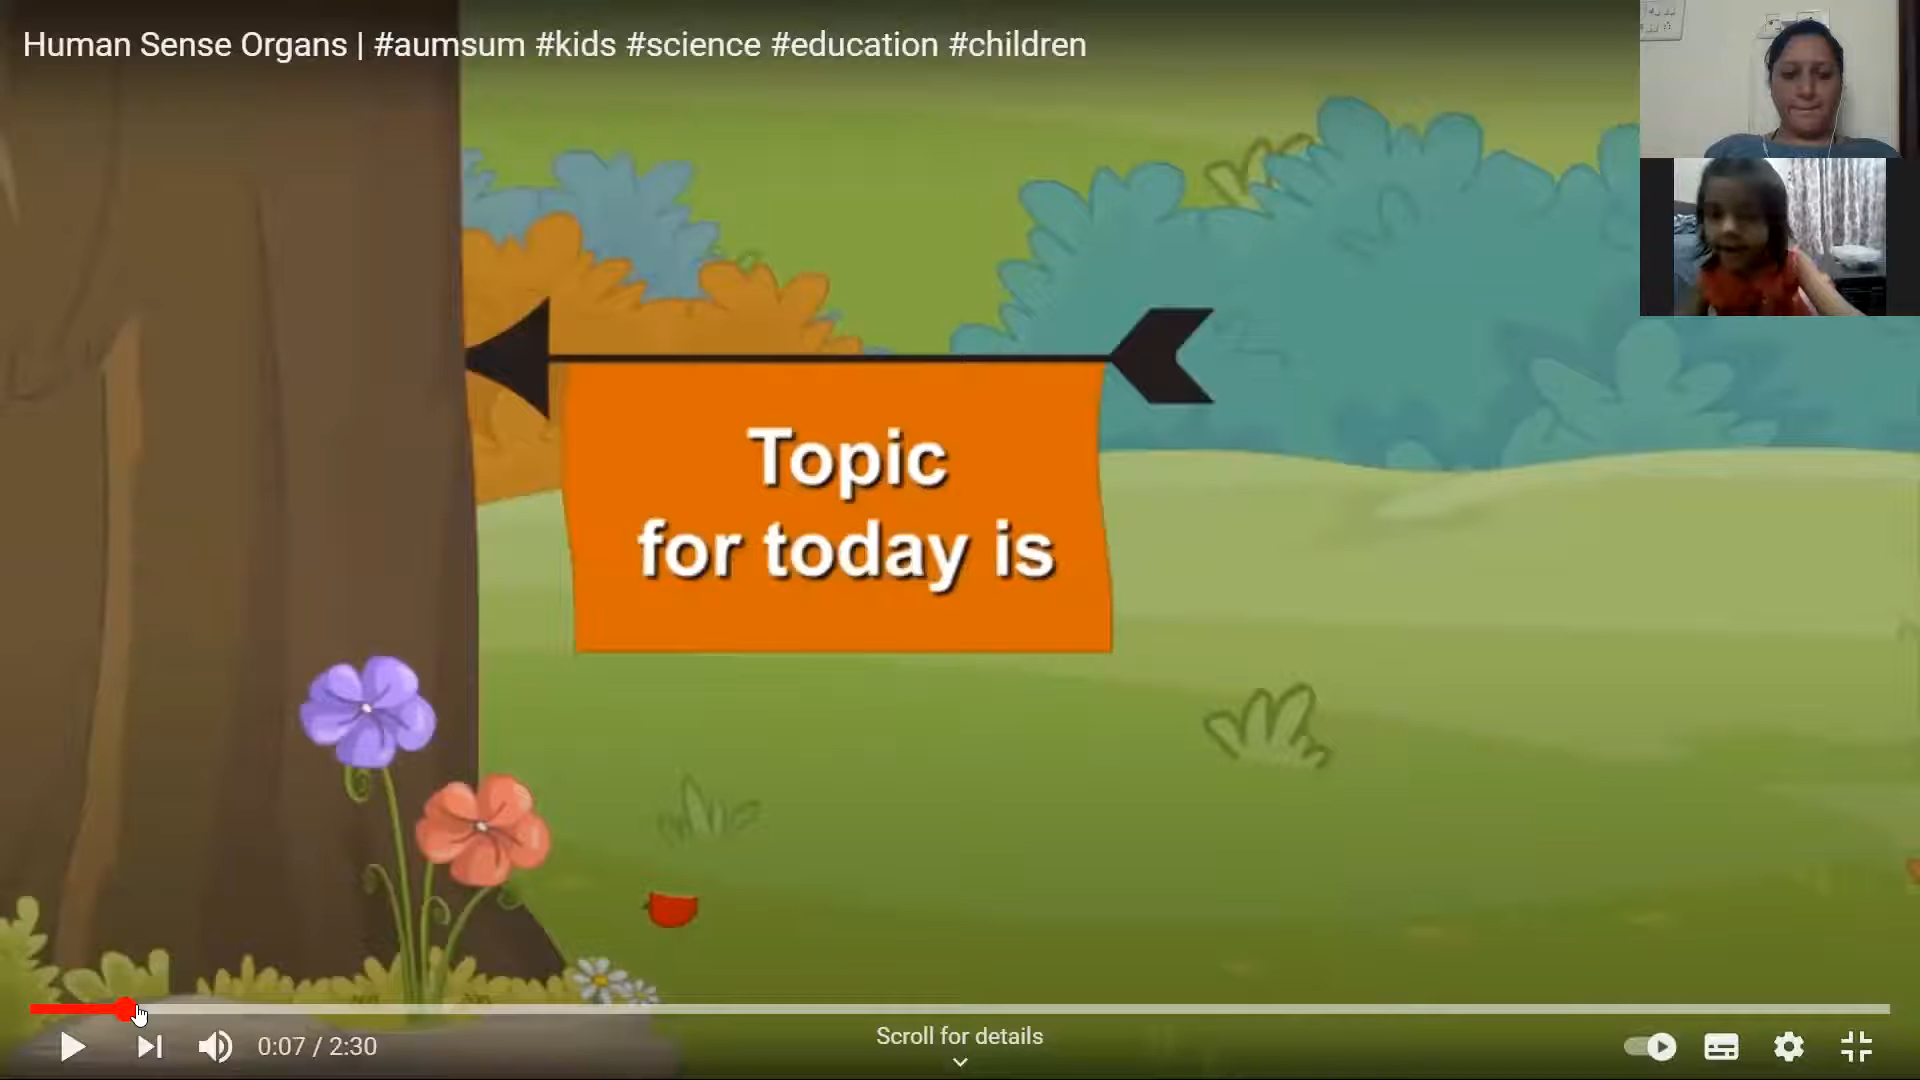 Human Sense Organs | #aumsum #kids #science #education #children
Topic
for today is
Scroll for details
0:07 / 2:30